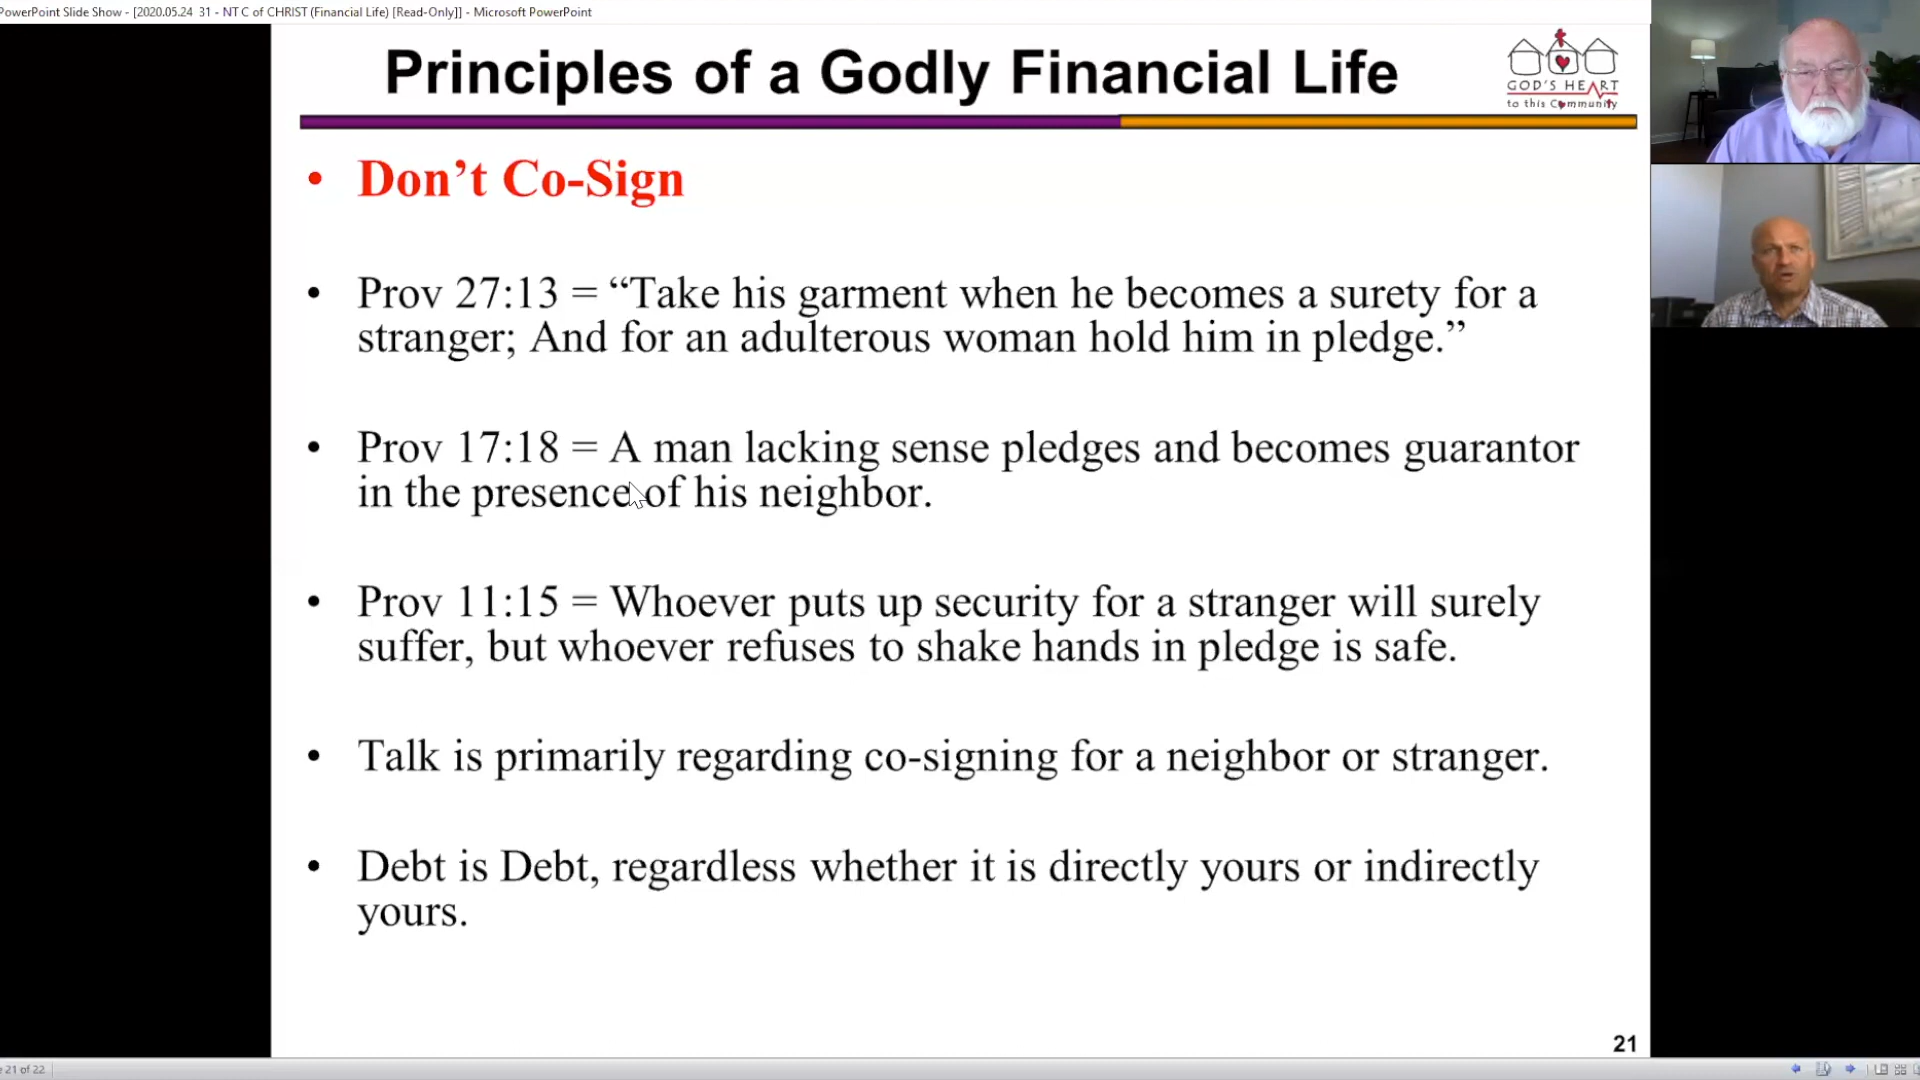 PowerPoint Slide Show - [2020.05.24 31 - NT C of CHRIST (Financial Life) [Read-Only]] - Microsoft PowerPoint
Principles of a Godly Financial Life
GOD'S HEART
to this Community
• Don’t Co-Sign
• Prov 27:13 = “Take his garment when he becomes a surety for a
stranger; And for an adulterous woman hold him in pledge.”
• Prov 17:18 = A man lacking sense pledges and becomes guarantor
in the presence of his neighbor.
• Prov 11:15 = Whoever puts up security for a stranger will surely
suffer, but whoever refuses to shake hands in pledge is safe.
• Talk is primarily regarding co-signing for a neighbor or stranger.
• Debt is Debt, regardless whether it is directly yours or indirectly
yours.
21
21 of 22